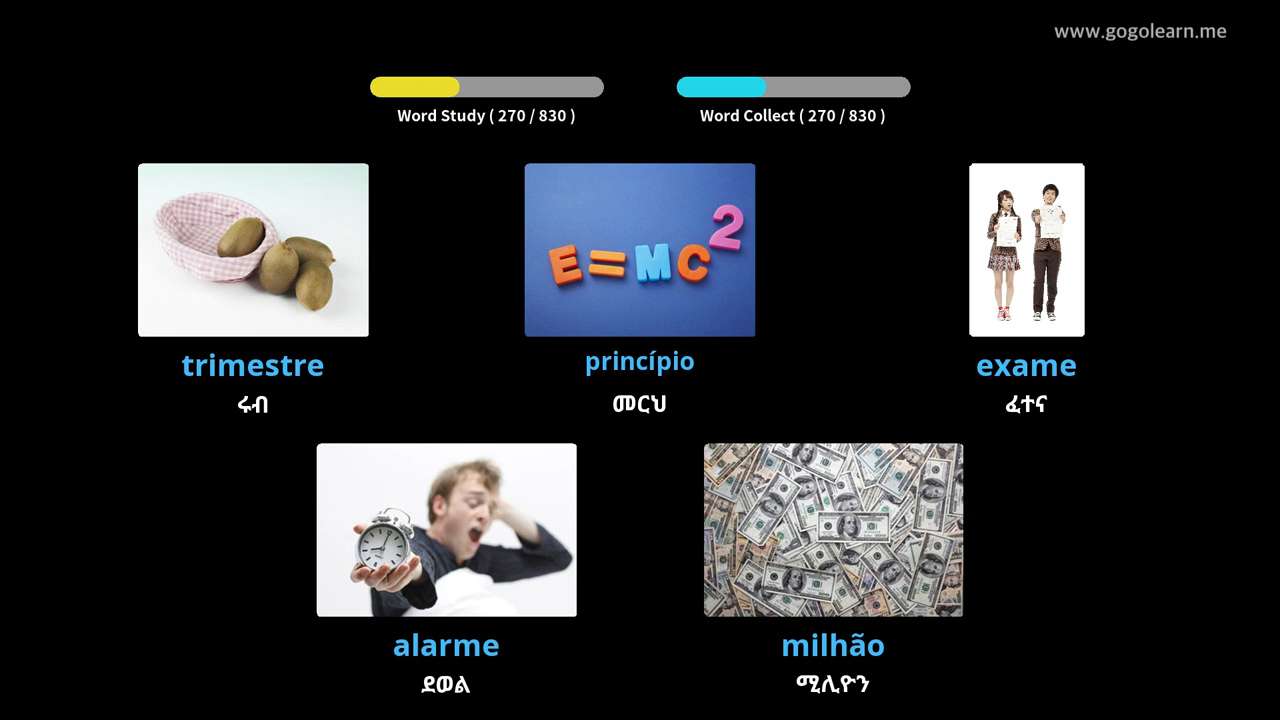 www.gogolearn.me
Word Study ( 270 / 830 )
Word Collect ( 270 / 830 )
E=MC2
trimestre
princípio
exame
ሩብ
መርህ
ፈተና
alarme
milhão
ደወል
ሚሊዮን